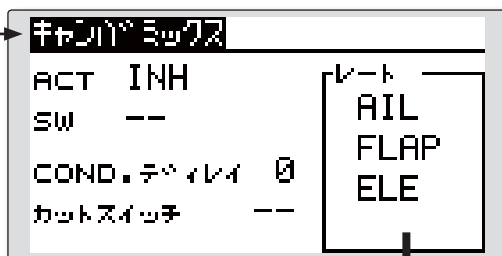 キャンバミックス
ACT INH
SW --
COND.ディレイ 0
カットスイッチ --
レート
AIL
FLAP
ELE